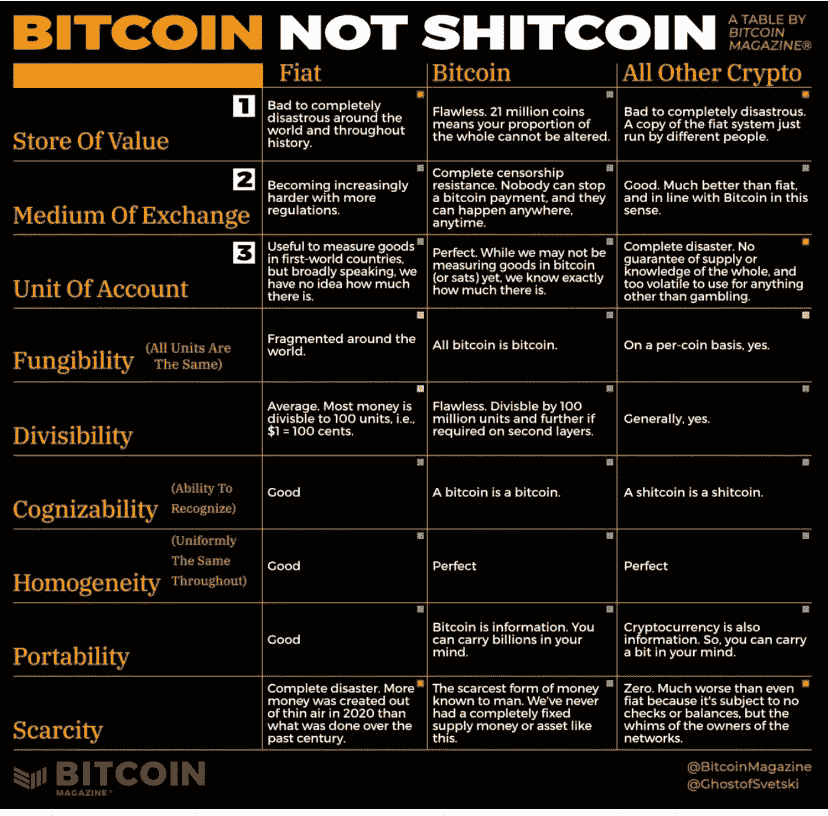 BITCOIN NOT SHITCOIN
A TABLE BY
BITCOIN
MAGAZINE®
Fiat
Bitcoin
All Other Crypto
1
Store Of Value
Bad to completely
disastrous around the
world and throughout
history.
Flawless. 21 million coins
means your proportion of
the whole cannot be altered.
Bad to completely disastrous.
A copy of the fiat system just
run by different people.
2
Medium Of Exchange
Becoming increasingly
harder with more
regulations.
Complete censorship
resistance. Nobody can stop
a bitcoin payment, and they
can happen anywhere,
anytime.
Good. Much better than fiat,
and in line with Bitcoin in this
sense.
3
Unit Of Account
Useful to measure goods
in first-world countries,
but broadly speaking, we
have no idea how much
there is.
Perfect. While we may not be
measuring goods in bitcoin
(or sats) yet, we know exactly
how much there is.
Complete disaster. No
guarantee of supply or
knowledge of the whole, and
too volatile to use for anything
other than gambling.
Fungibility
(All Units Are
The Same)
Fragmented around the
world.
All bitcoin is bitcoin.
On a per-coin basis, yes.
Divisibility
Average. Most money is
divisble to 100 units, i.e.,
$1 = 100 cents.
Flawless. Divisble by 100
million units and further if
required on second layers.
Generally, yes.
Cognizability
(Ability To
Recognize)
Good
A bitcoin is a bitcoin.
A shitcoin is a shitcoin.
Homogeneity
(Uniformly
The Same
Throughout)
Good
Perfect
Perfect
Portability
Good
Bitcoin is information. You
can carry billions in your
mind.
Cryptocurrency is also
information. So, you can carry
a bit in your mind.
Scarcity
Complete disaster. More
money was created out
of thin air in 2020 than
what was done over the
past century.
The scarcest form of money
known to man. We've never
had a completely fixed
supply money or asset like
this.
Zero. Much worse than even
fiat because it's subject to no
checks or balances, but the
whims of the owners of the
networks.
BITCOIN
MAGAZINE®
@BitcoinMagazine
@GhostofSvetski